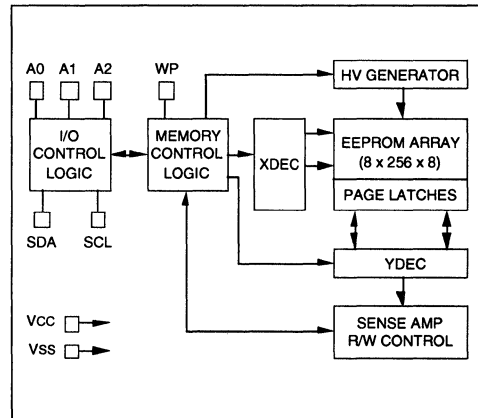 A0 A1 A2 WP
HV GENERATOR
I/O
CONTROL
LOGIC
MEMORY
CONTROL
LOGIC
XDEC
EEPROM ARRAY
(8 x 256 x 8)
PAGE LATCHES
SDA SCL
YDEC
VCC
VSS
SENSE AMP
R/W CONTROL